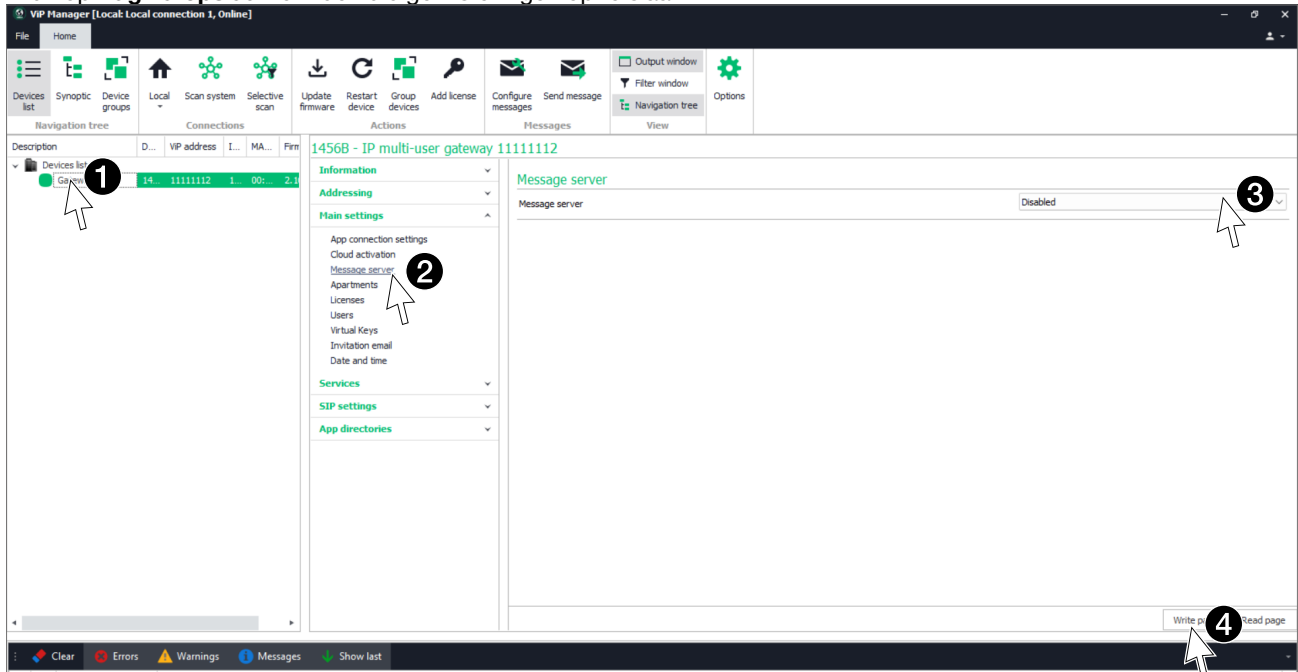 ViP Manager [Local: Local connection 1, Online]
File Home
Devices list
Synoptic
Device groups
Local
Scan system
Selective scan
Update firmware
Restart device
Group devices
Add license
Configure messages
Send message
Output window
Filter window
Navigation tree
Options
Navigation tree Connections Actions Messages View
Description D... ViP address I... MA... Firm
Devices list
14... 11111112 1... 00:... 2.1
1456B - IP multi-user gateway 11111112
Information
Addressing
Main settings
App connection settings
Cloud activation
Message server
Apartments
Licenses
Users
Virtual Keys
Invitation email
Date and time
Services
SIP settings
App directories
Message server
Message server Disabled
1
2
3
4
Write Read page
Clear Errors Warnings Messages Show last